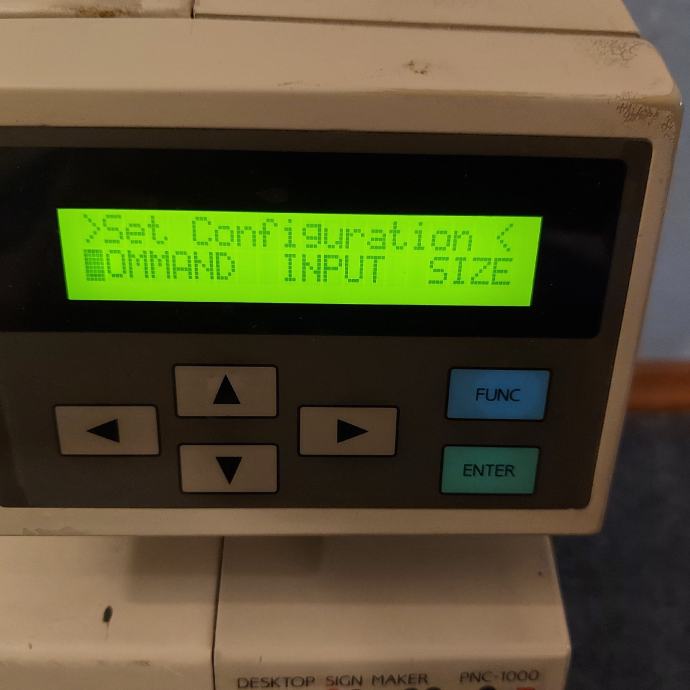 >Set Configuration <
OMMAND INPUT SIZE
FUNC
ENTER
DESKTOP SIGN MAKER PNC-1000